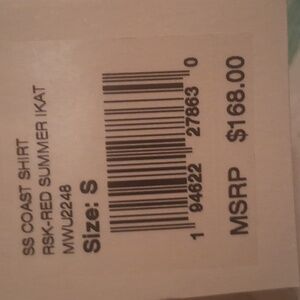 SS COAST SHIRT
RSK-RED SUMMER IKAT
MWU2248
Size: S
1 94622 27863 0
MSRP $168.00